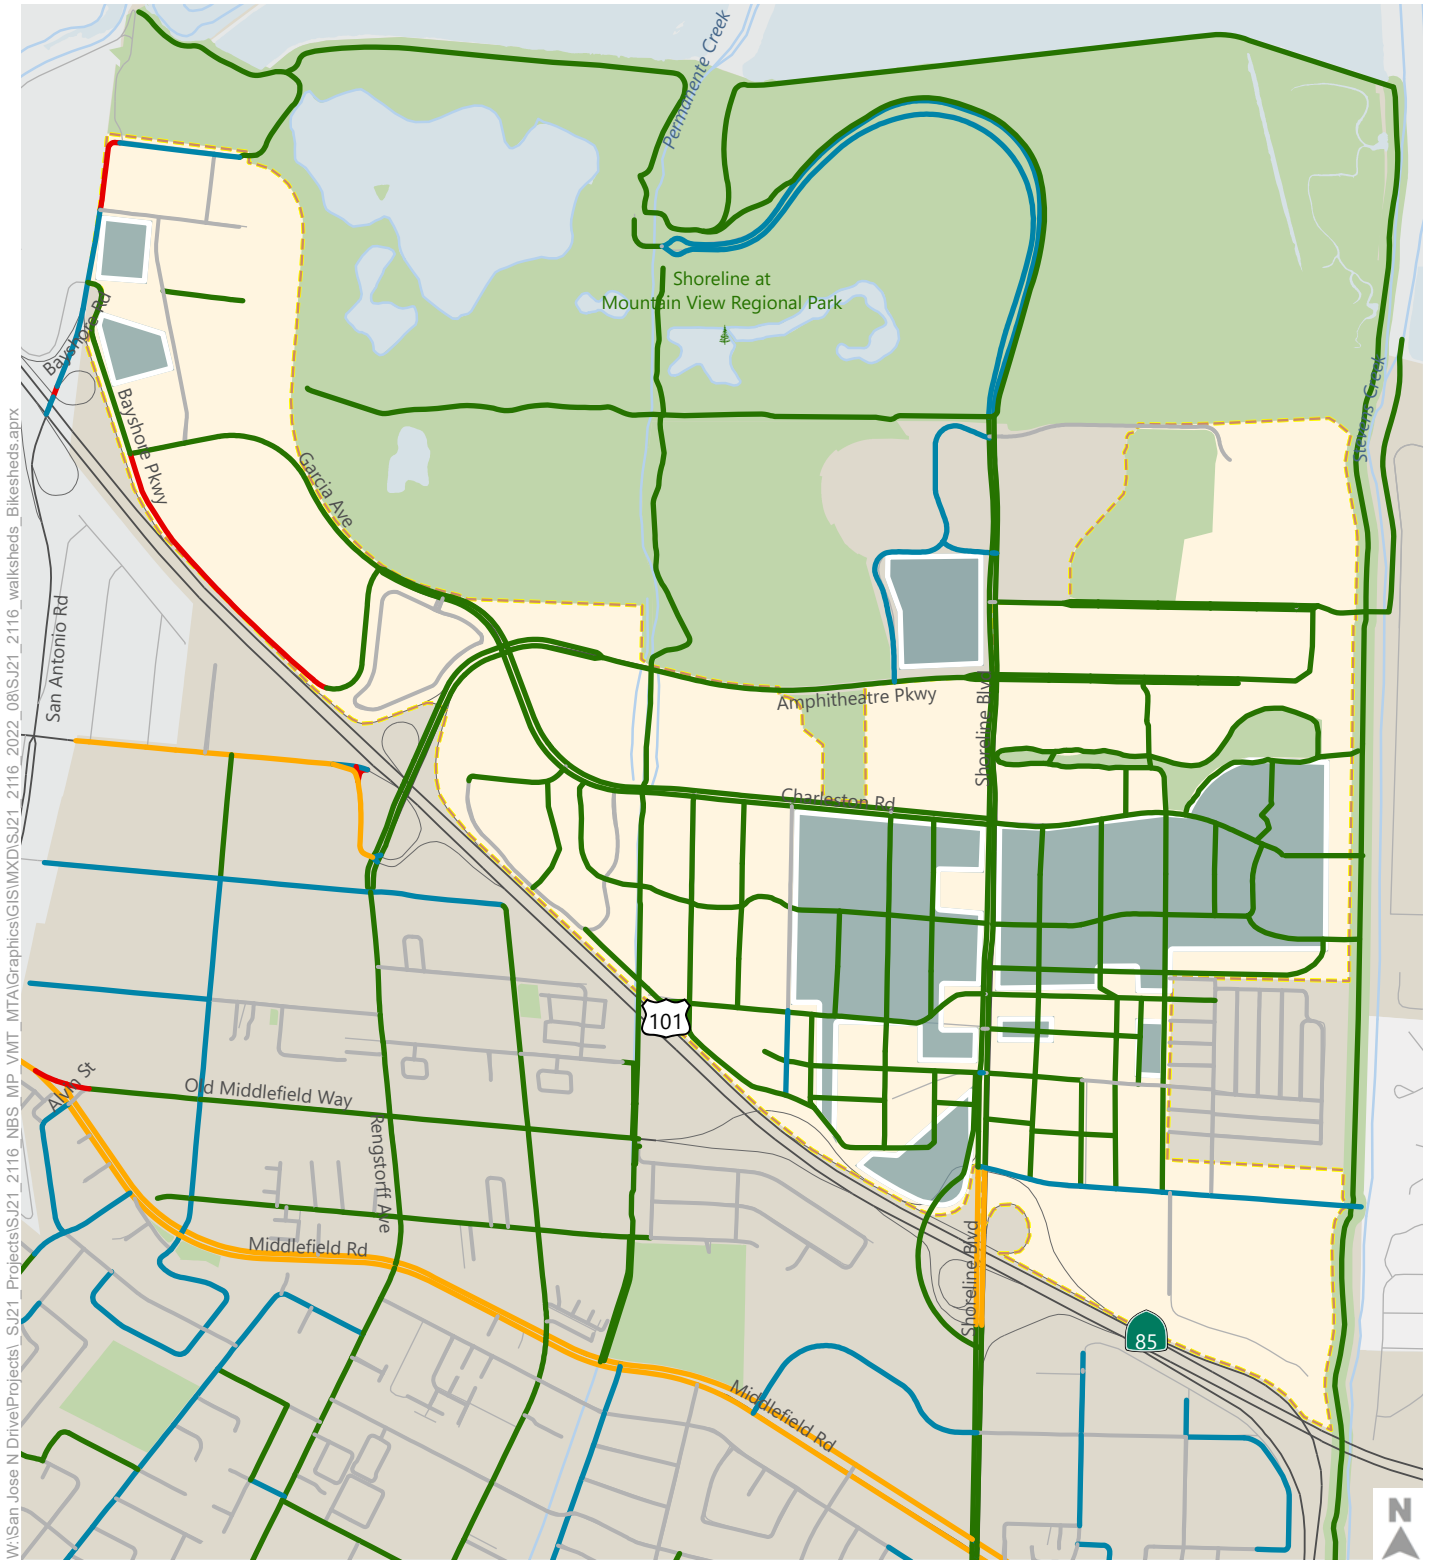 Permanente Creek
Shoreline at
Mountain View Regional Park
Bayshore Rd
Stevens Creek
Bayshore Pkwy
Garcia Ave
San Antonio Rd
Amphitheatre Pkwy
Shoreline Blvd
Charleston Rd
101
Alvin St
Old Middlefield Way
Rengstorff Ave
Middlefield Rd
Shoreline Blvd
85
Middlefield Rd
N
W:\San Jose N Drive\Projects\_SJ21_Projects\SJ21_2116_NBS_MP_VMT_MTA\Graphics\GIS\MXD\SJ21_2116_2022_08\SJ21_2116_walksheds_Bikesheds.aprx